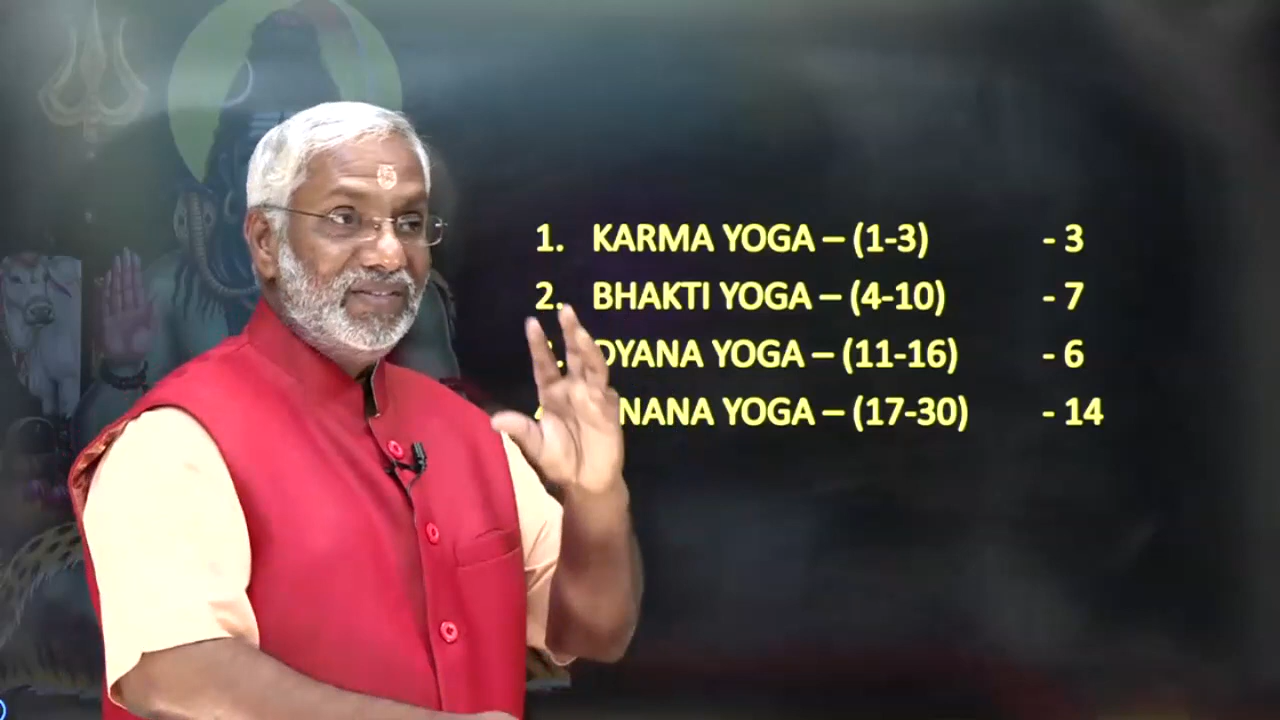 1. KARMA YOGA – (1-3) - 3
2. BHAKTI YOGA – (4-10) - 7
DYANA YOGA – (11-16) - 6
YOGA – (17-30) - 14